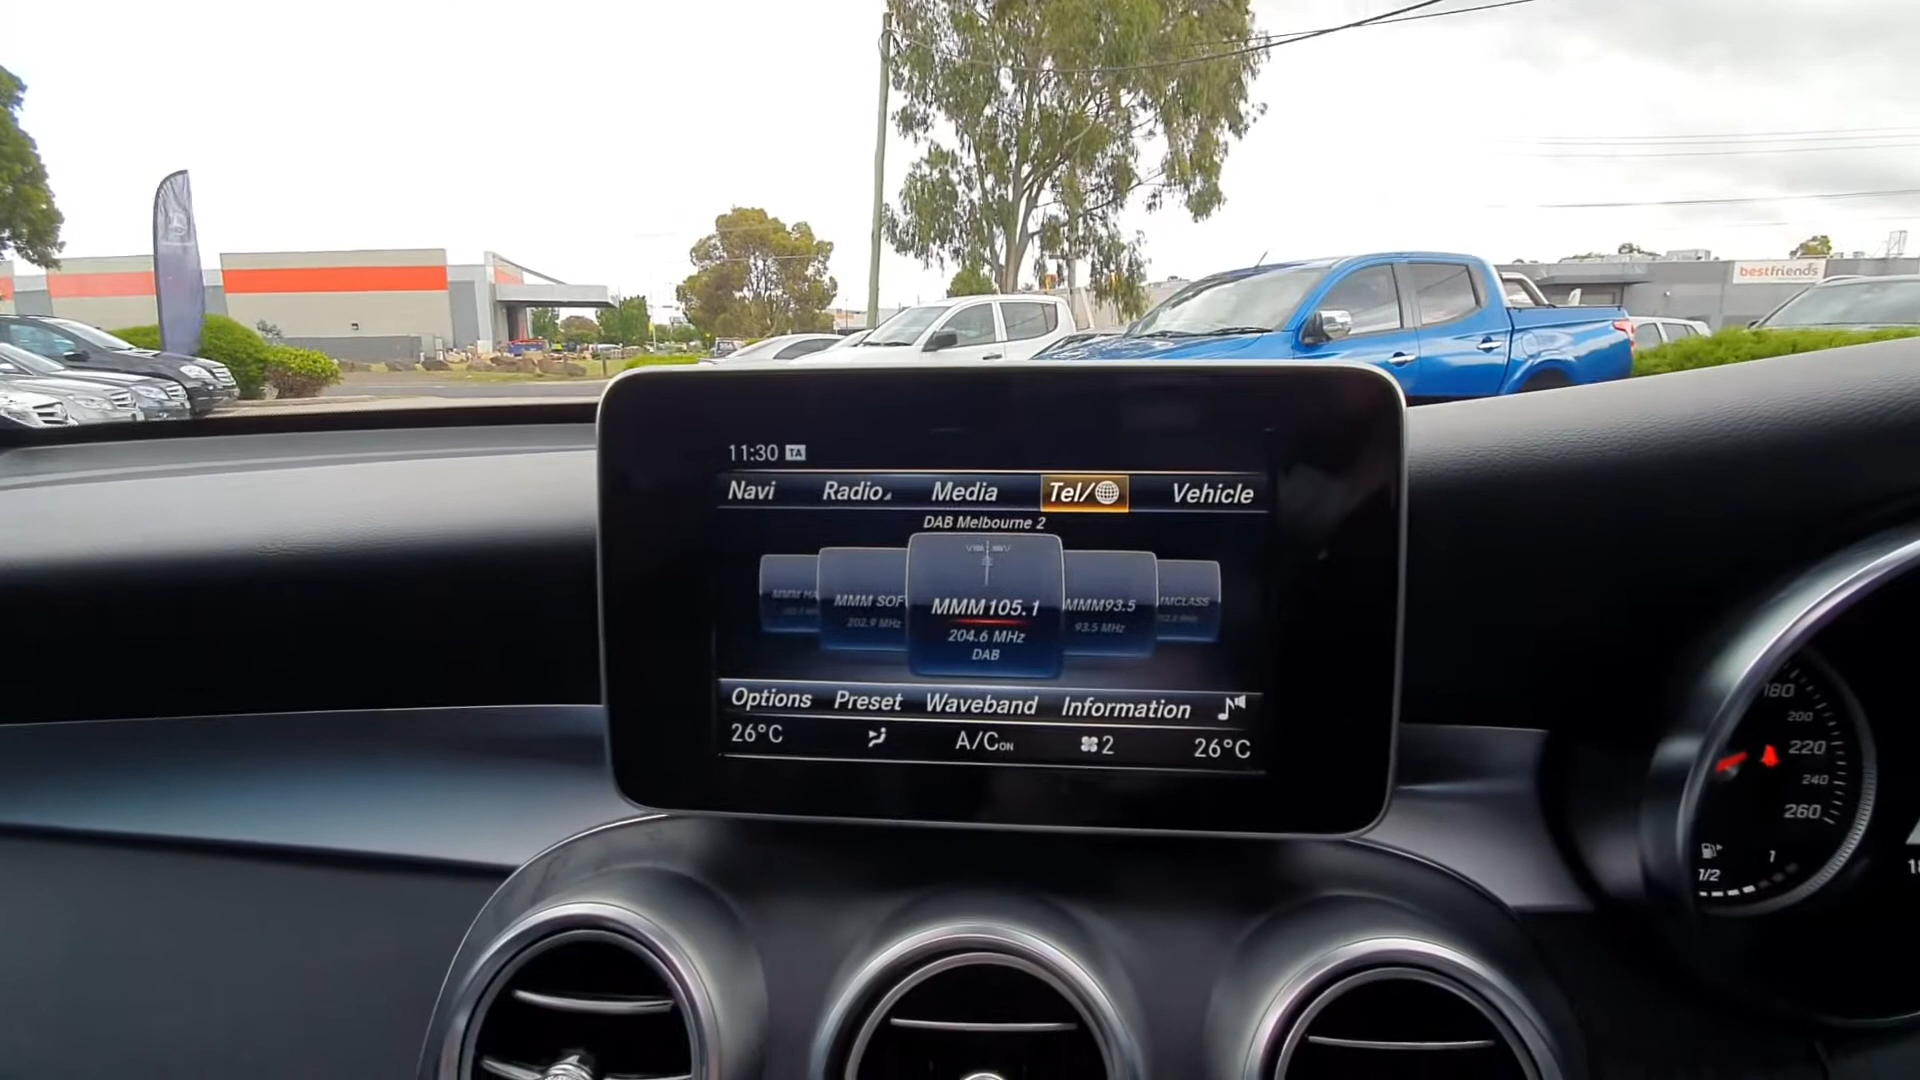 bestfriends
11:30 TA
Navi Radio Media Tel/ Vehicle
DAB Melbourne 2
MMM SOF MMM105.1 MMM93.5
202.9 MHz 204.6 MHz 93.5 MHz
DAB
Options Preset Waveband Information
26°C A/C ON 2 26°C
180
200
220
240
260
1
1/2